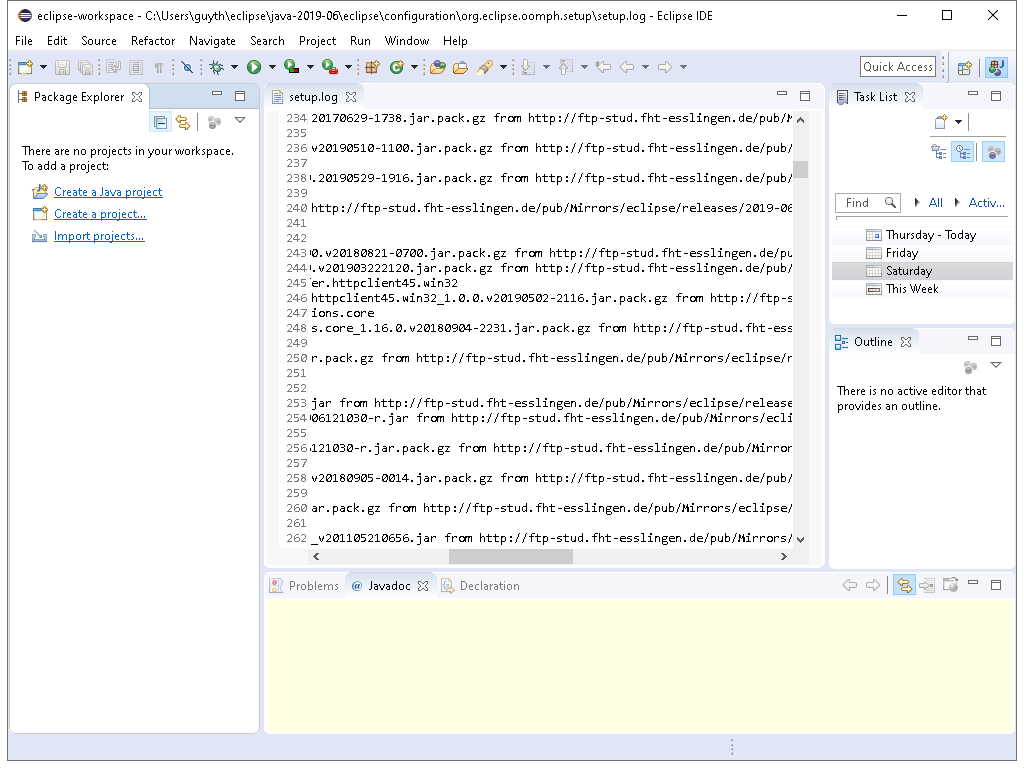 eclipse-workspace - C:\Users\guyth\eclipse\java-2019-06\eclipse\configuration\org.eclipse.oomph.setup\setup.log - Eclipse IDE
File Edit Source Refactor Navigate Search Project Run Window Help
Quick Access
Package Explorer
There are no projects in your workspace.
To add a project:
Create a Java project
Create a project...
Import projects...
setup.log
234 20170629-1738.jar.pack.gz from http://ftp-stud.fht-esslingen.de/pub/M
235
236 v20190510-1100.jar.pack.gz from http://ftp-stud.fht-esslingen.de/pub/
237
238 .20190529-1916.jar.pack.gz from http://ftp-stud.fht-esslingen.de/pub/
239
240 http://ftp-stud.fht-esslingen.de/pub/Mirrors/eclipse/releases/2019-06
241
242
243 0.v20180821-0700.jar.pack.gz from http://ftp-stud.fht-esslingen.de/pu
244 .v201903222120.jar.pack.gz from http://ftp-stud.fht-esslingen.de/pub/
245 er.httpclient45.win32
246 httpclient45.win32_1.0.0.v20190502-2116.jar.pack.gz from http://ftp-s
247 ions.core
248 s.core_1.16.0.v20180904-2231.jar.pack.gz from http://ftp-stud.fht-ess
249
250 r.pack.gz from http://ftp-stud.fht-esslingen.de/pub/Mirrors/eclipse/r
251
252
253 jar from http://ftp-stud.fht-esslingen.de/pub/Mirrors/eclipse/release
254 06121030-r.jar from http://ftp-stud.fht-esslingen.de/pub/Mirrors/ecli
255
256 121030-r.jar.pack.gz from http://ftp-stud.fht-esslingen.de/pub/Mirror
257
258 v20180905-0014.jar.pack.gz from http://ftp-stud.fht-esslingen.de/pub/
259
260 ar.pack.gz from http://ftp-stud.fht-esslingen.de/pub/Mirrors/eclipse/
261
262 _v201105210656.jar from http://ftp-stud.fht-esslingen.de/pub/Mirrors/
Task List
Find All Activ...
Thursday - Today
Friday
Saturday
This Week
Outline
There is no active editor that
provides an outline.
Problems @ Javadoc Declaration